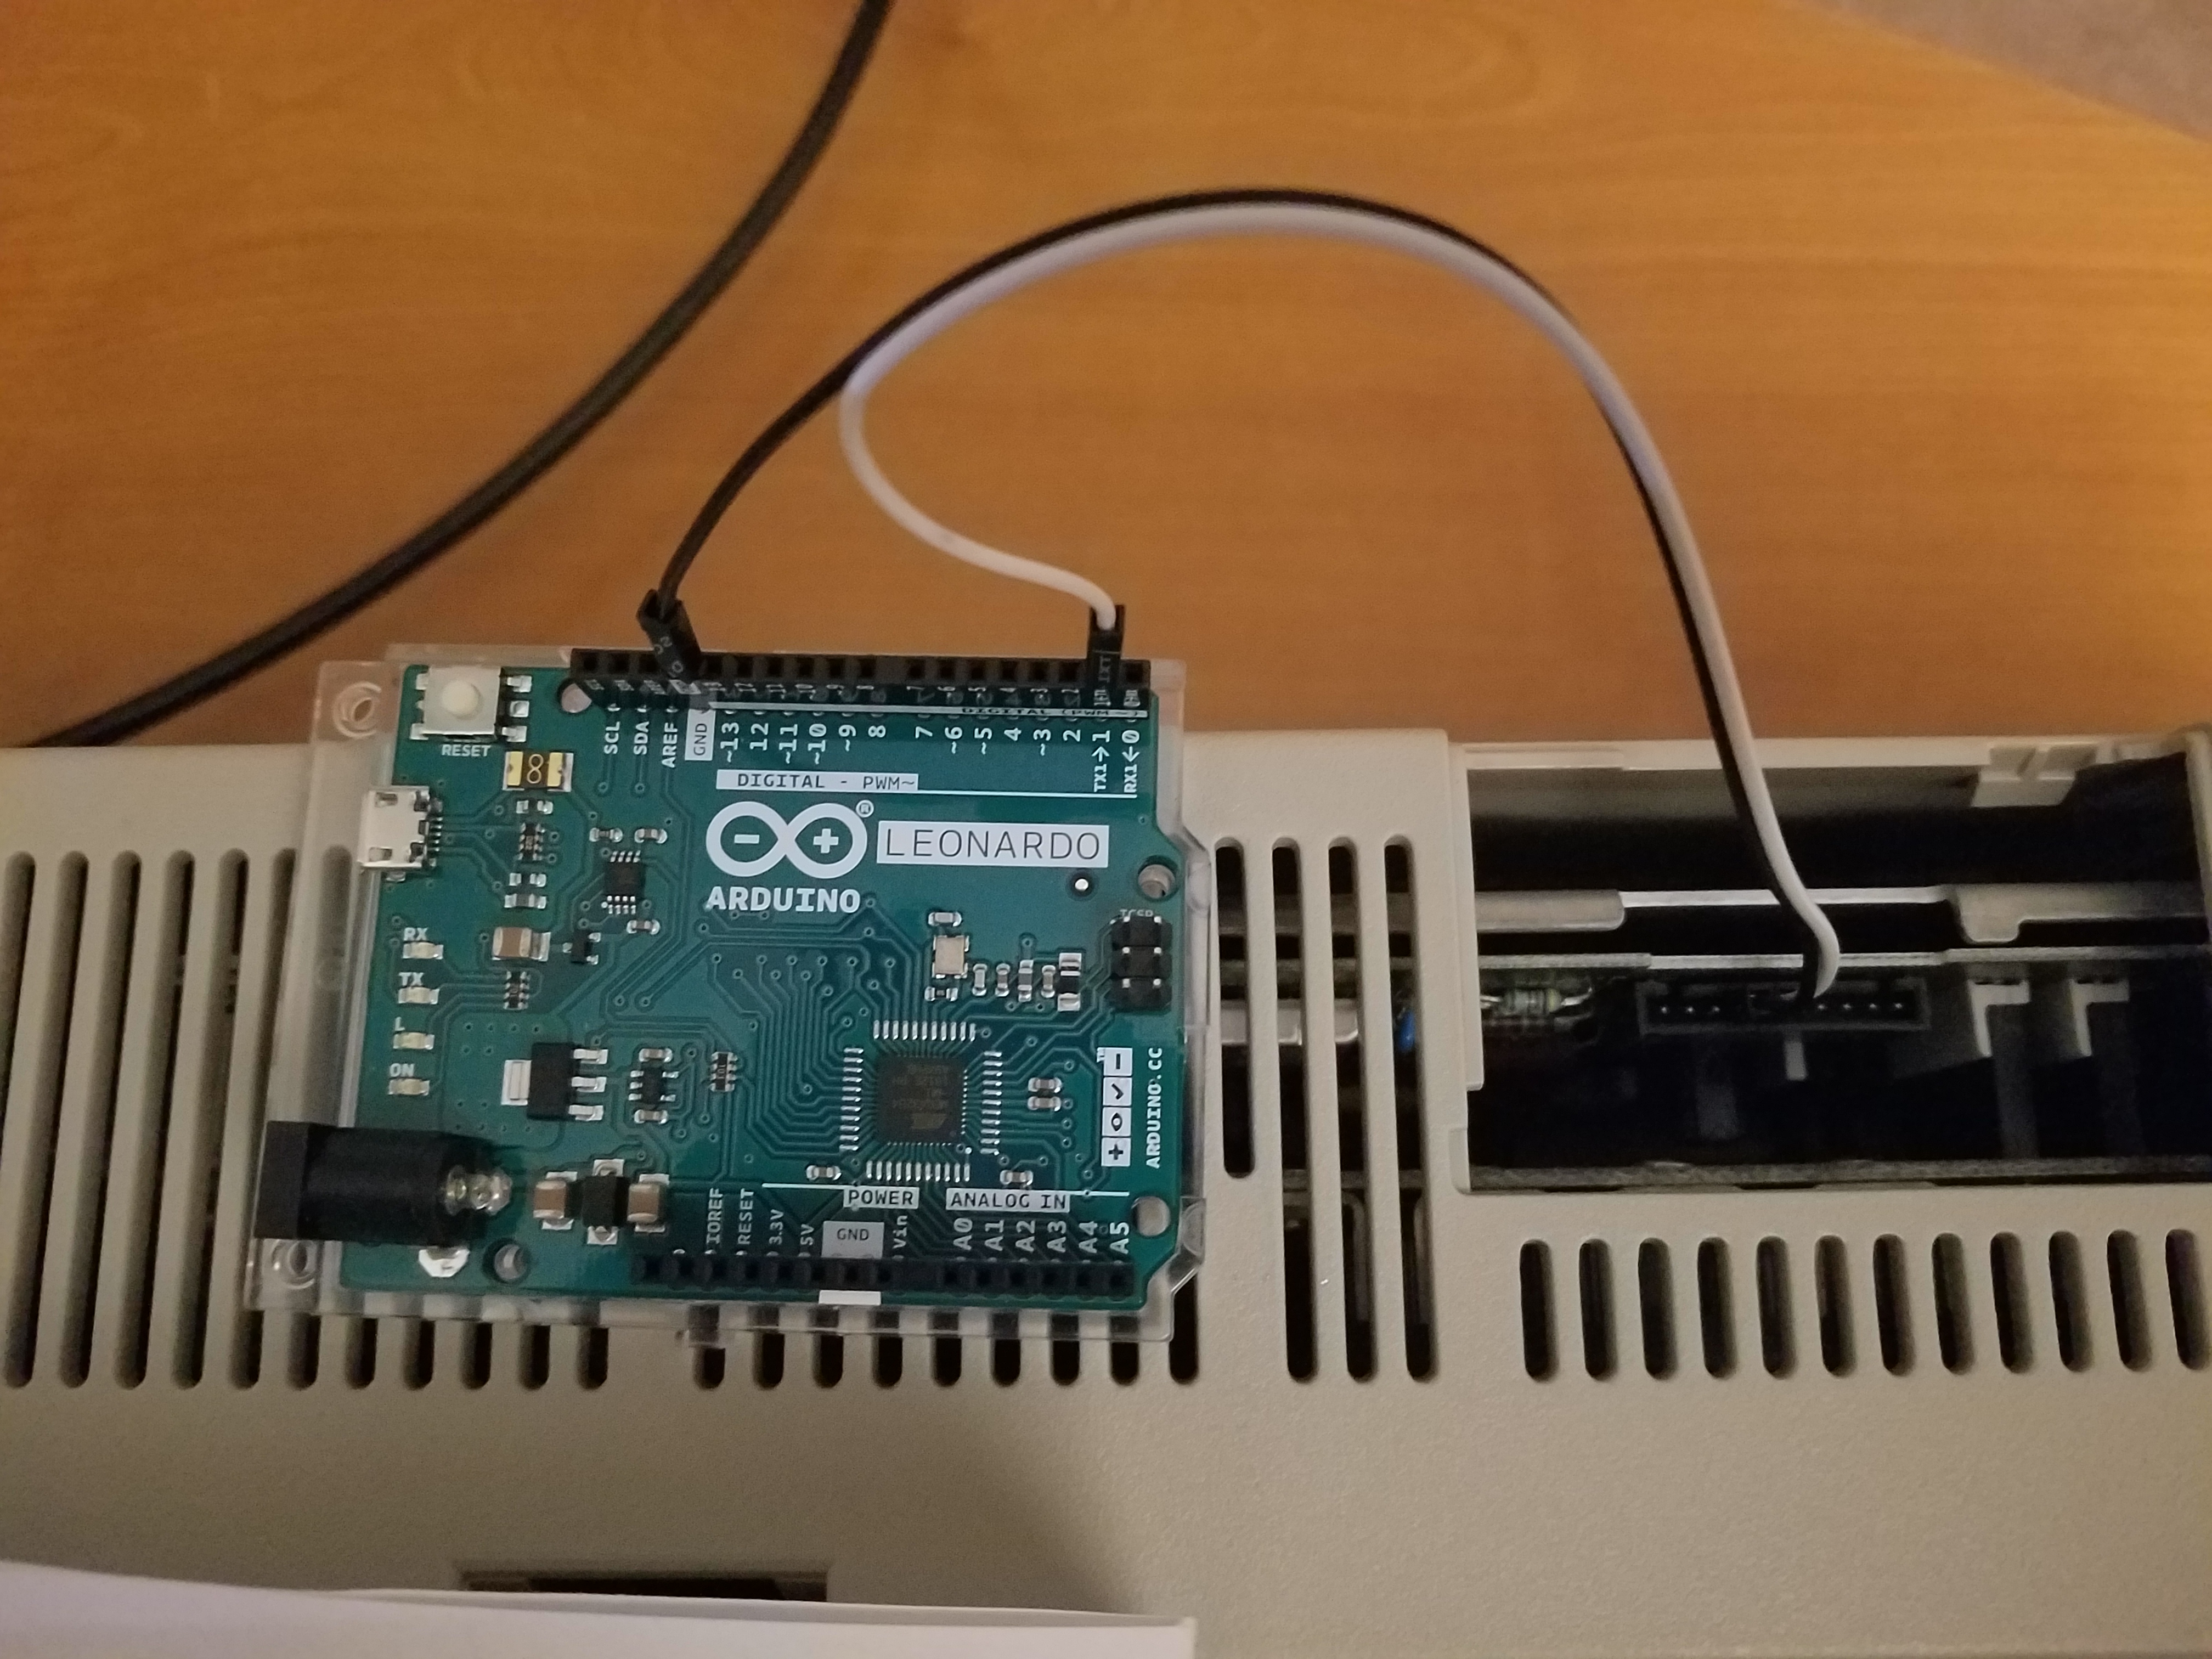 ON
L
TX
RX
RESET
8
SCL
SDA
AREF
GND
~13
12
~11
~10
~9
8
7
~6
~5
4
~3
2
TX1→1
RX1←0
DIGITAL - PWM~
ARDUINO
LEONARDO
IOREF
RESET
3.3V
5V
GND
Vin
POWER
A0
A1
A2
A3
A4
A5
ANALOG IN
ARDUINO.CC